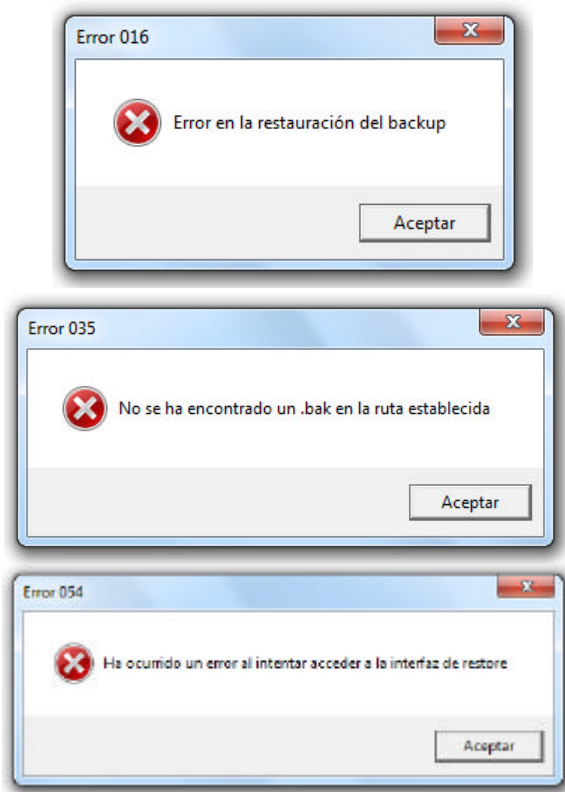 Error 016
Error en la restauración del backup
Aceptar
Error 035
No se ha encontrado un .bak en la ruta establecida
Aceptar
Error 054
Ha ocurrido un error al intentar acceder a la interfaz de restore
Aceptar